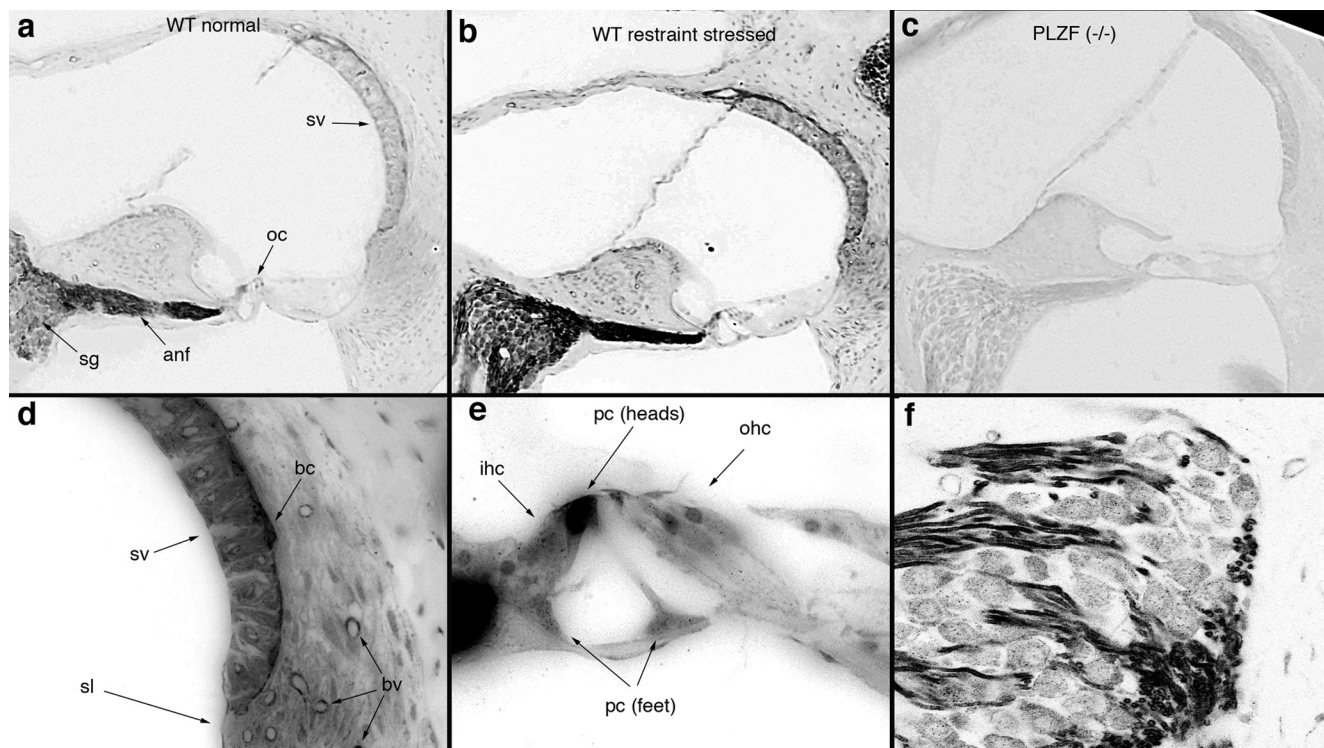 a
WT normal
sv
oc
sg
anf
b
WT restraint stressed
c
PLZF (-/-)
d
bc
sv
sl
bv
e
pc (heads)
ohc
ihc
pc (feet)
f